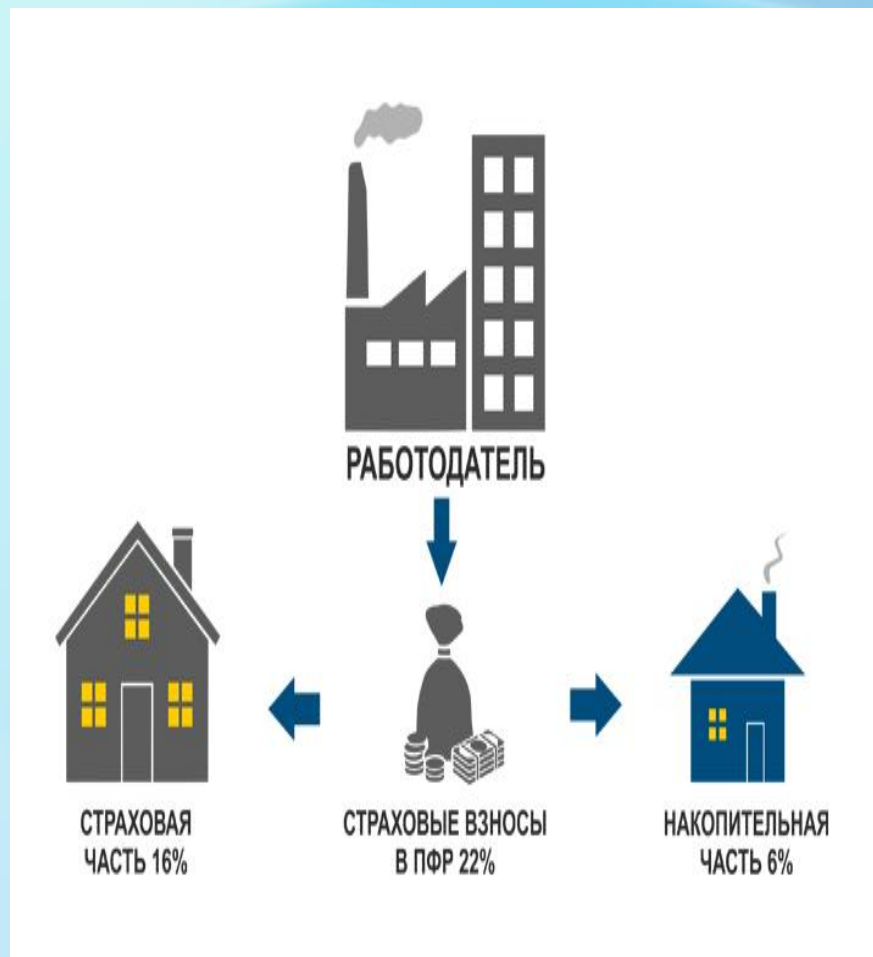 РАБОТОДАТЕЛЬ
СТРАХОВАЯ
ЧАСТЬ 16%
СТРАХОВЫЕ ВЗНОСЫ
В ПФР 22%
НАКОПИТЕЛЬНАЯ
ЧАСТЬ 6%